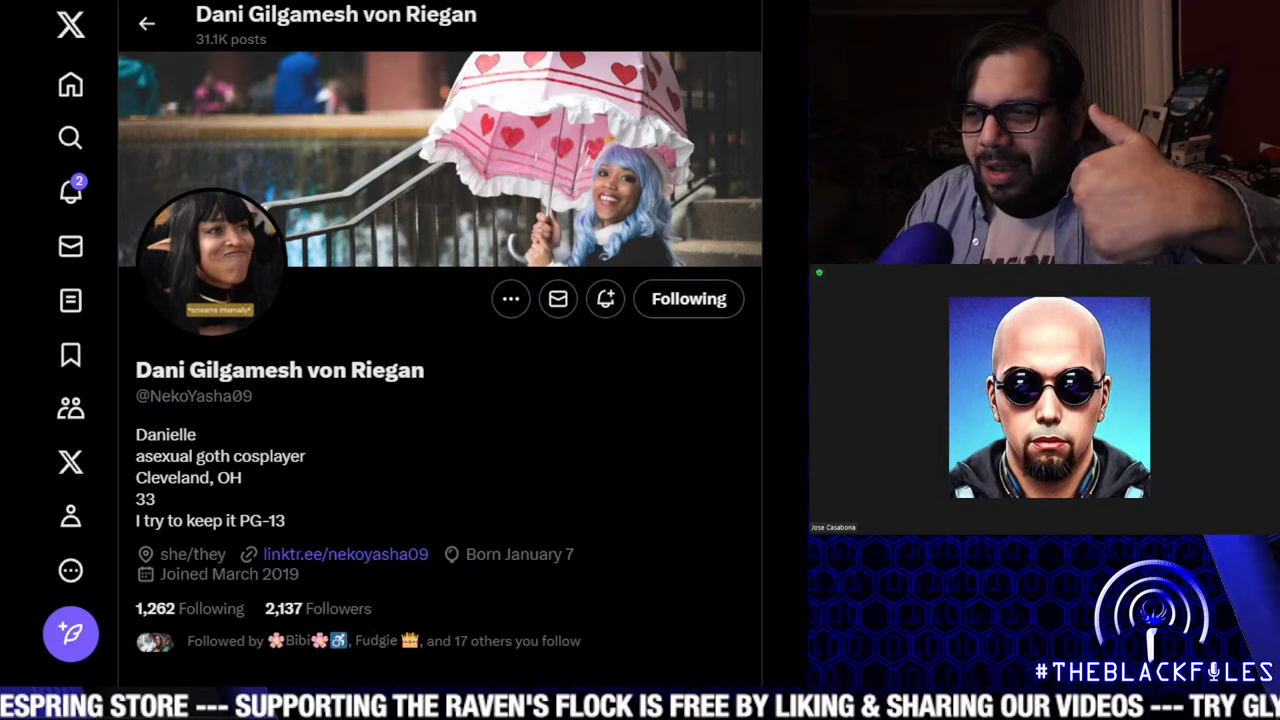 Dani Gilgamesh von Riegan
31.1K posts
2
*screams internally*
Following
Dani Gilgamesh von Riegan
@NekoYasha09
Danielle
asexual goth cosplayer
Cleveland, OH
33
I try to keep it PG-13
she/they linktr.ee/nekoyasha09 Born January 7
Joined March 2019
1,262 Following 2,137 Followers
Followed by 🌸Bibi🌸♿, Fudgie 👑, and 17 others you follow
Jose Casabona
#THEBLACKFILES
ESPRING STORE --- SUPPORTING THE RAVEN'S FLOCK IS FREE BY LIKING & SHARING OUR VIDEOS --- TRY GL